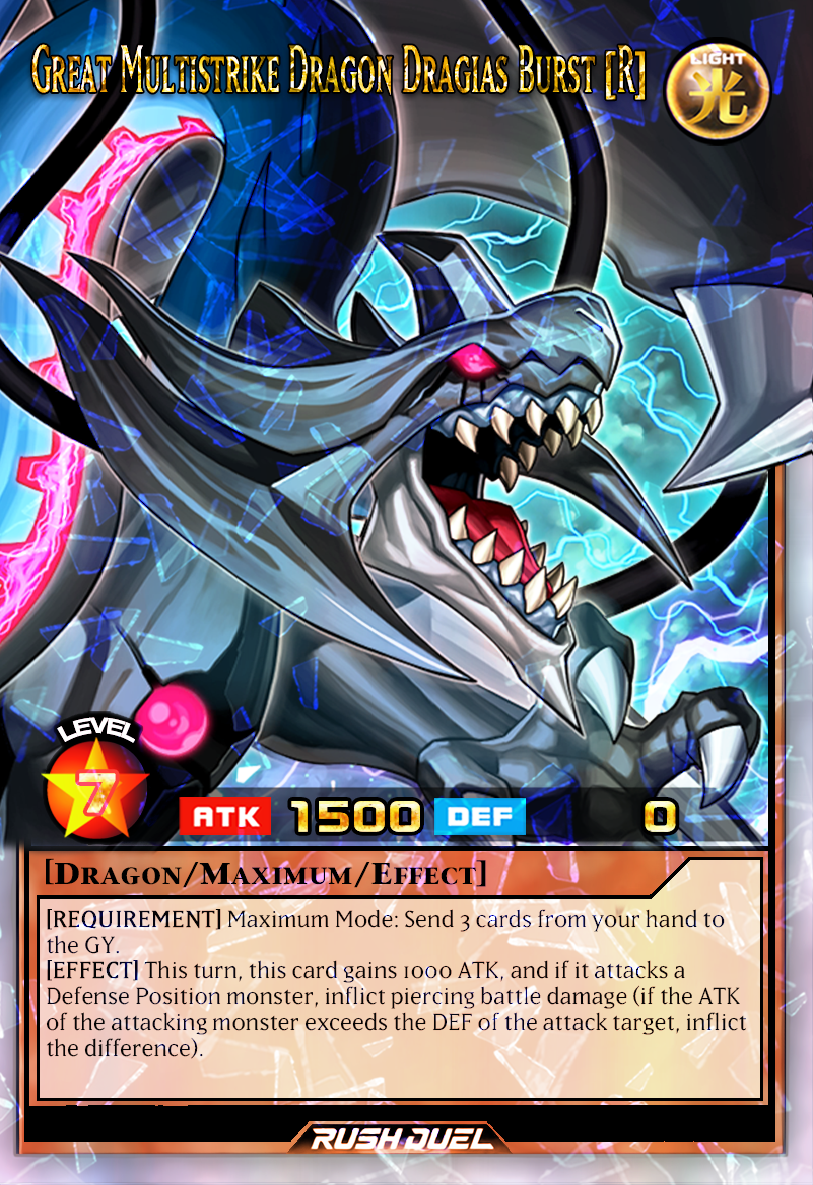 Great Multistrike Dragon Dragias Burst [R]
LIGHT
光
LEVEL
7
ATK 1500 DEF 0
[Dragon/Maximum/Effect]
[REQUIREMENT] Maximum Mode: Send 3 cards from your hand to
the GY.
[EFFECT] This turn, this card gains 1000 ATK, and if it attacks a
Defense Position monster, inflict piercing battle damage (if the ATK
of the attacking monster exceeds the DEF of the attack target, inflict
the difference).
RUSH DUEL